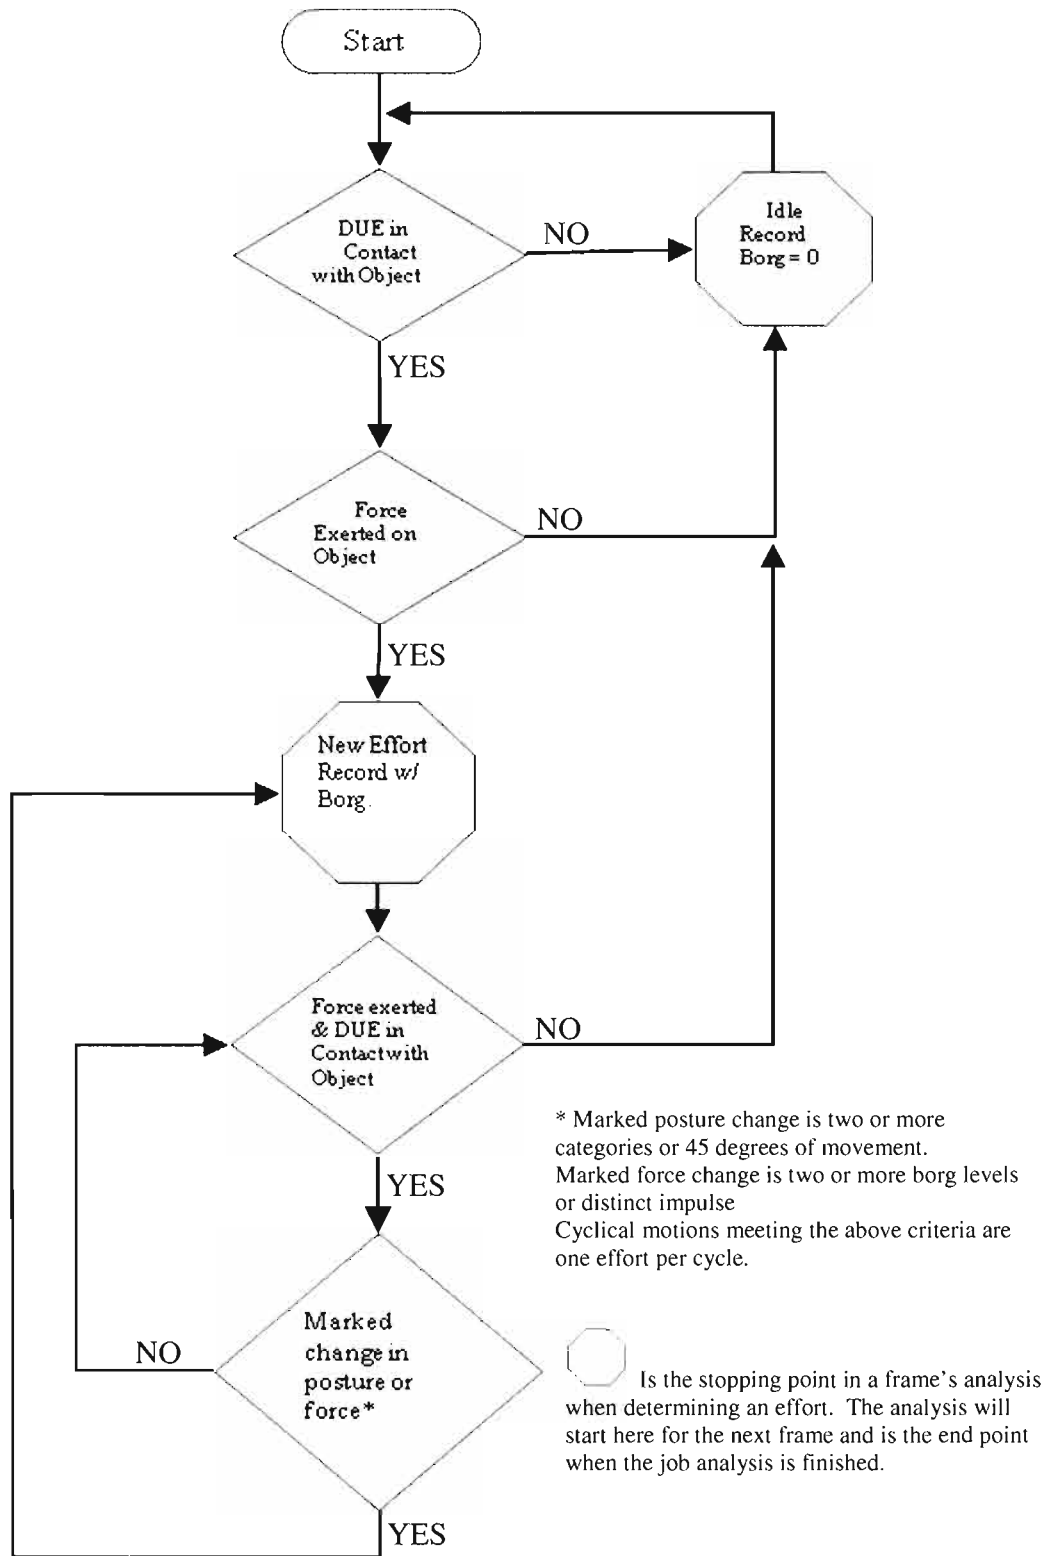 Start
DUE in
Contact
with Object
NO
Idle
Record
Borg = 0
YES
Force
Exerted on
Object
NO
YES
New Effort
Record w/
Borg.
Force exerted
& DUE in
Contact with
Object
NO
YES
* Marked posture change is two or more
categories or 45 degrees of movement.
Marked force change is two or more borg levels
or distinct impulse
Cyclical motions meeting the above criteria are
one effort per cycle.
Marked
change in
posture or
force*
NO
YES
Is the stopping point in a frame's analysis
when determining an effort. The analysis will
start here for the next frame and is the end point
when the job analysis is finished.